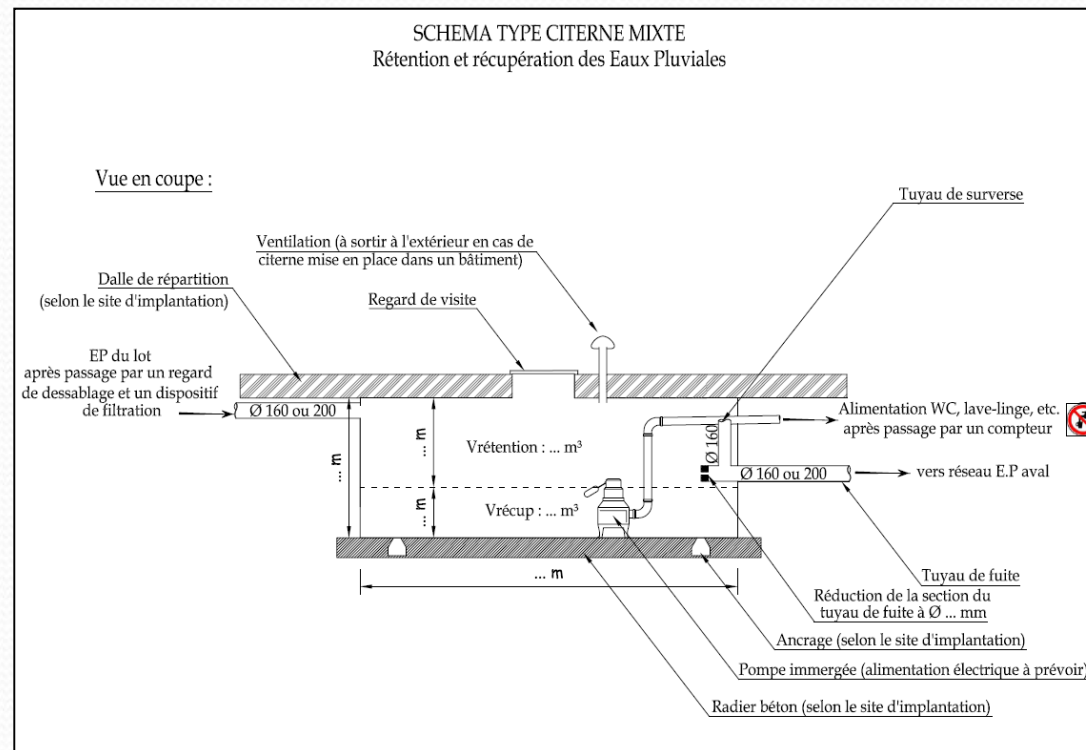 SCHEMA TYPE CITERNE MIXTE
Rétention et récupération des Eaux Pluviales
Vue en coupe :
Tuyau de surverse
Ventilation (à sortir à l'extérieur en cas de
citerne mise en place dans un bâtiment)
Dalle de répartition
(selon le site d'implantation)
Regard de visite
EP du lot
après passage par un regard
de dessablage et un dispositif
de filtration
Ø 160 ou 200
... m
... m
... m
Vrétention : ... m³
Vrécup : ... m³
Ø 160
Alimentation WC, lave-linge, etc.
après passage par un compteur
Ø 160 ou 200
vers réseau E.P aval
... m
Tuyau de fuite
Réduction de la section du
tuyau de fuite à Ø ... mm
Ancrage (selon le site d'implantation)
Pompe immergée (alimentation électrique à prévoir)
Radier béton (selon le site d'implantation)